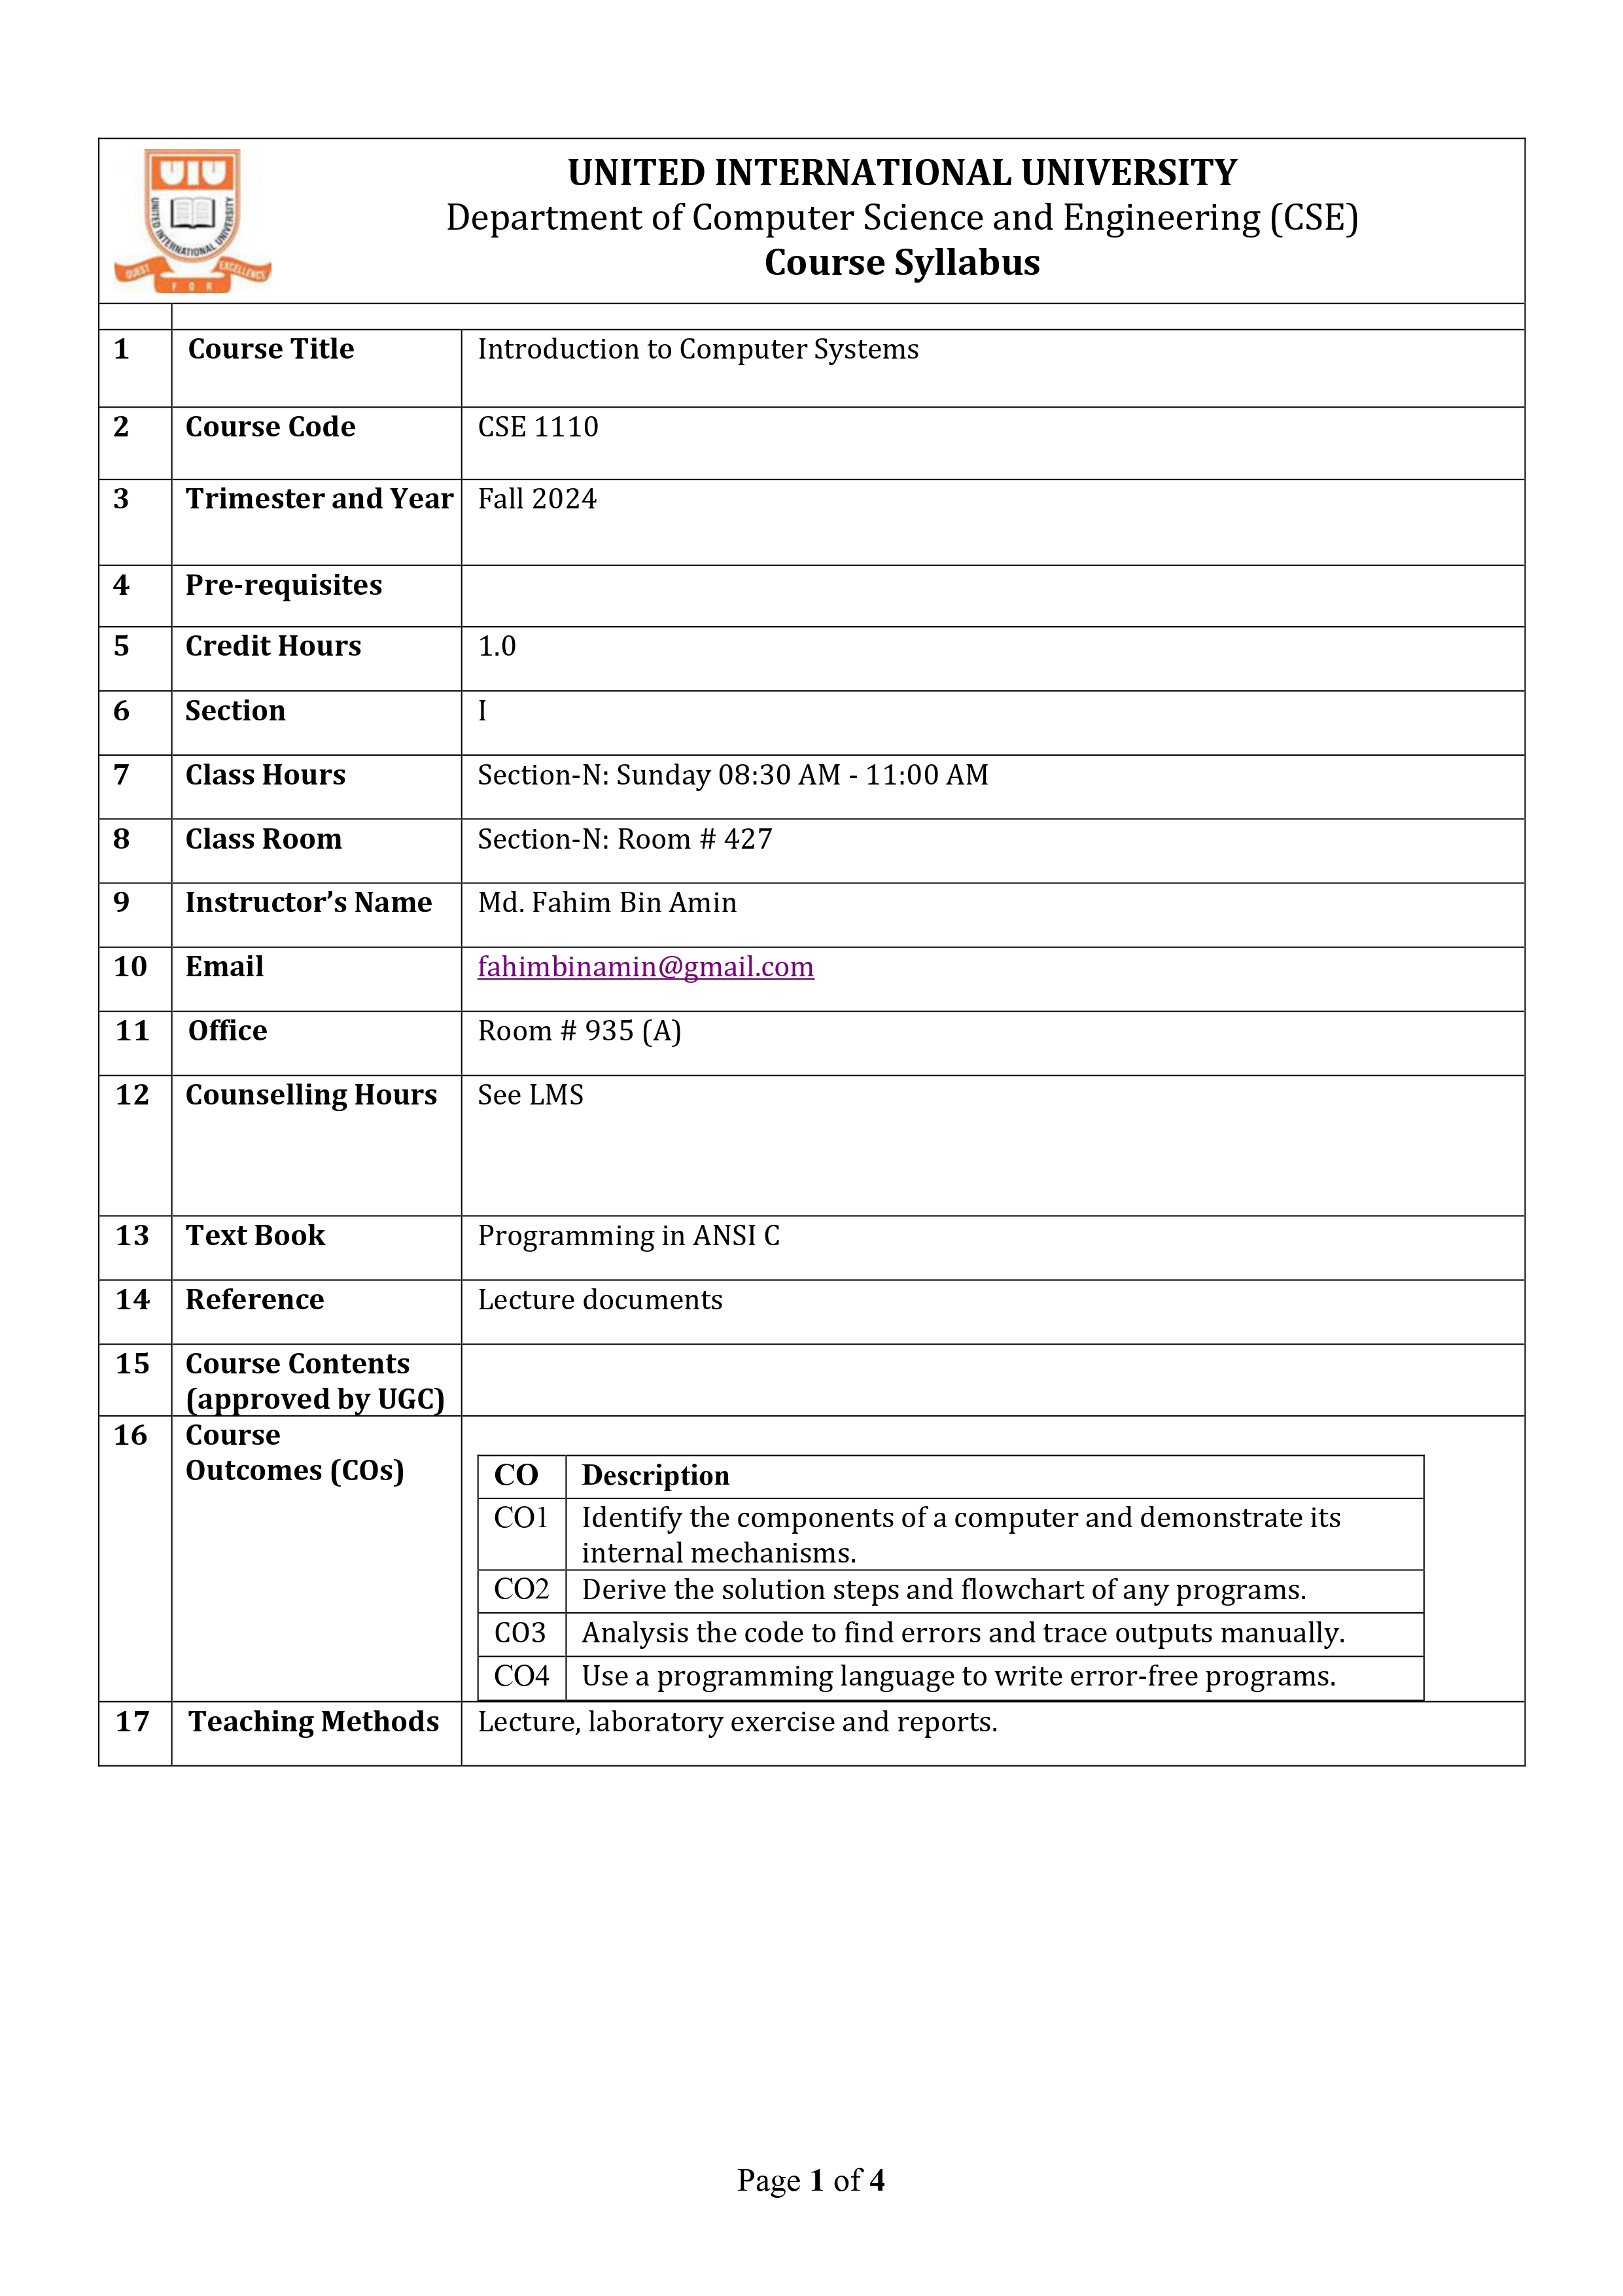 UIU
UNITED INTERNATIONAL UNIVERSITY
QUEST FOR EXCELLENCE
UNITED INTERNATIONAL UNIVERSITY
Department of Computer Science and Engineering (CSE)
Course Syllabus
1 Course Title Introduction to Computer Systems
2 Course Code CSE 1110
3 Trimester and Year Fall 2024
4 Pre-requisites
5 Credit Hours 1.0
6 Section I
7 Class Hours Section-N: Sunday 08:30 AM - 11:00 AM
8 Class Room Section-N: Room # 427
9 Instructor’s Name Md. Fahim Bin Amin
10 Email fahimbinamin@gmail.com
11 Office Room # 935 (A)
12 Counselling Hours See LMS
13 Text Book Programming in ANSI C
14 Reference Lecture documents
15 Course Contents
(approved by UGC)
16 Course
Outcomes (COs)
CO Description
CO1 Identify the components of a computer and demonstrate its
internal mechanisms.
CO2 Derive the solution steps and flowchart of any programs.
CO3 Analysis the code to find errors and trace outputs manually.
CO4 Use a programming language to write error-free programs.
17 Teaching Methods Lecture, laboratory exercise and reports.
Page 1 of 4